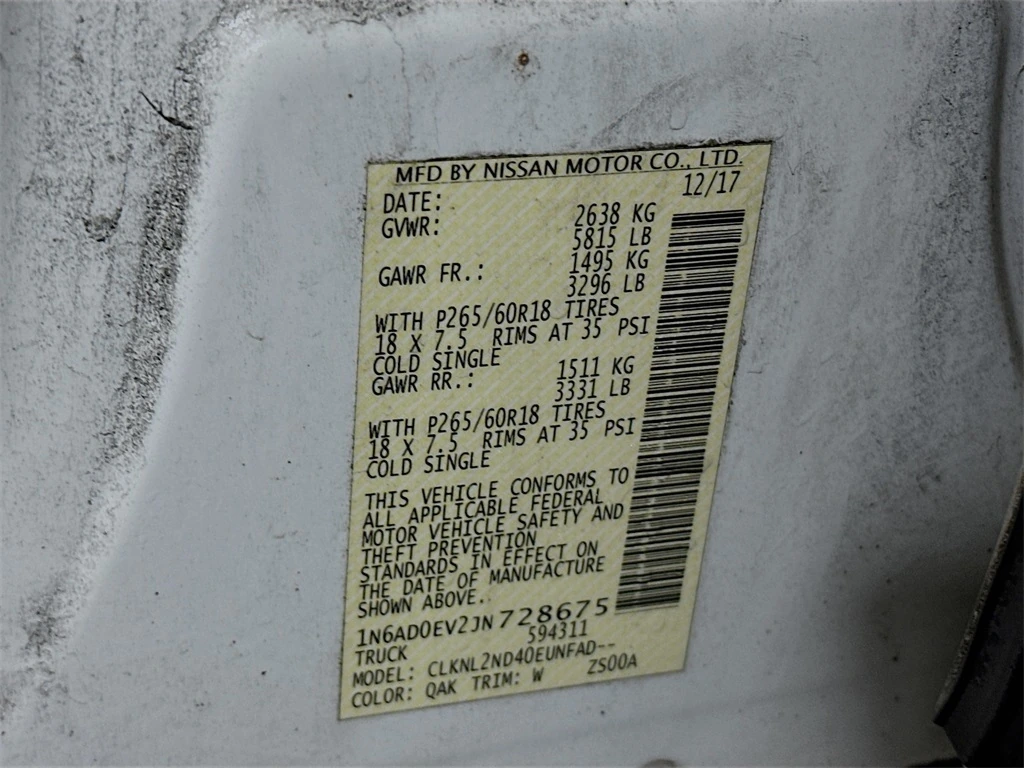 MFD BY NISSAN MOTOR CO., LTD.
DATE: 12/17
GVWR: 2638 KG
5815 LB
GAWR FR.: 1495 KG
3296 LB
WITH P265/60R18 TIRES
18 X 7.5 RIMS AT 35 PSI
COLD SINGLE
GAWR RR.: 1511 KG
3331 LB
WITH P265/60R18 TIRES
18 X 7.5 RIMS AT 35 PSI
COLD SINGLE
THIS VEHICLE CONFORMS TO
ALL APPLICABLE FEDERAL
MOTOR VEHICLE SAFETY AND
THEFT PREVENTION
STANDARDS IN EFFECT ON
THE DATE OF MANUFACTURE
SHOWN ABOVE.
1N6AD0EV2JN728675
TRUCK 594311
MODEL: CLKNL2ND40EUNFAD--
COLOR: QAK TRIM: W ZS00A